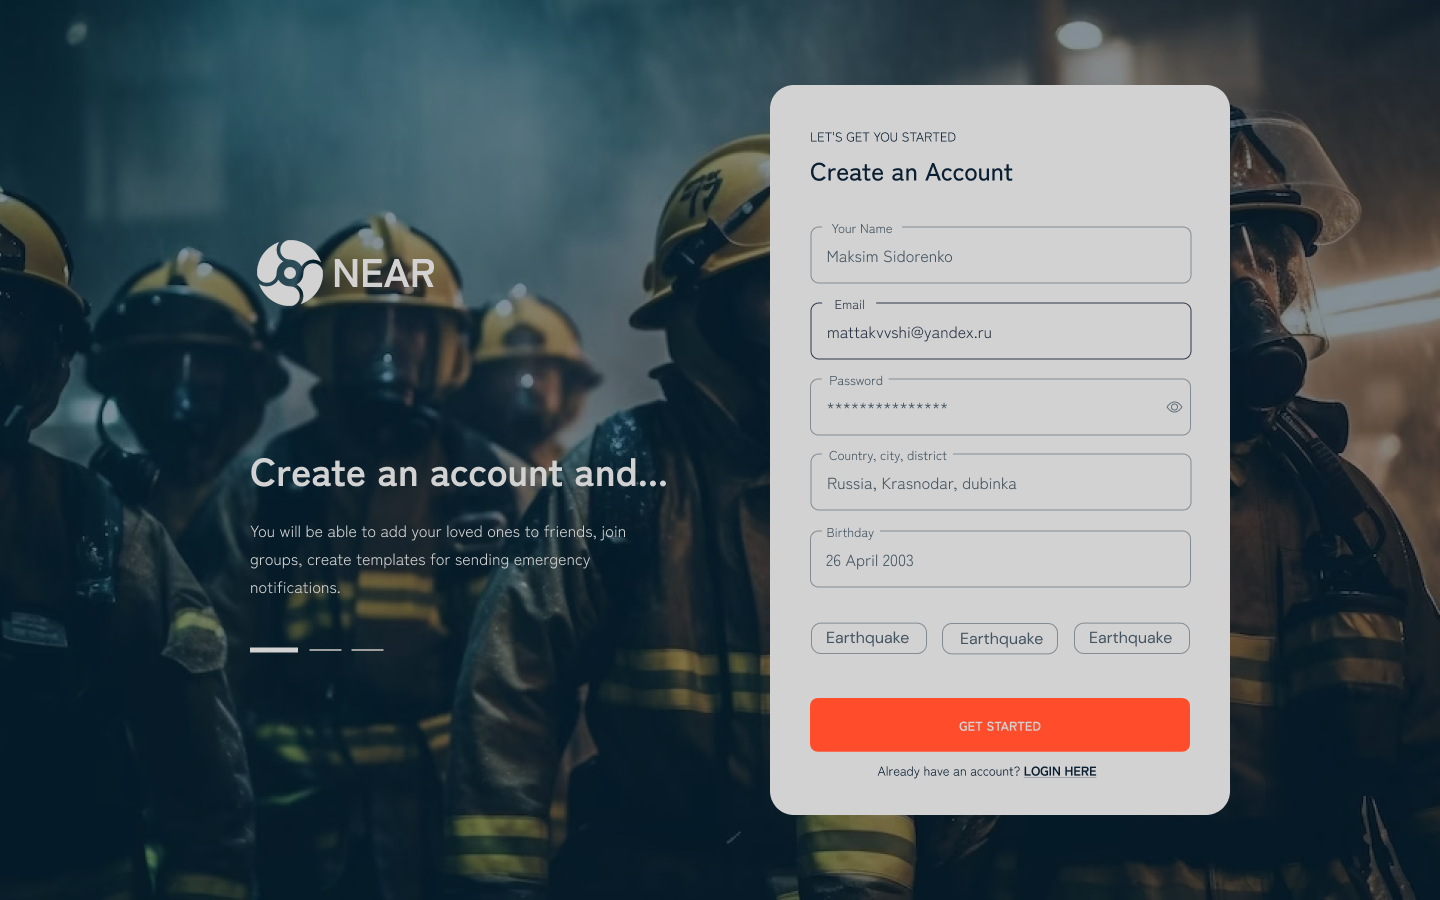 NEAR
Create an account and...
You will be able to add your loved ones to friends, join
groups, create templates for sending emergency
notifications.
LET'S GET YOU STARTED
Create an Account
Your Name
Maksim Sidorenko
Email
mattakvvshi@yandex.ru
Password
***************
Country, city, district
Russia, Krasnodar, dubinka
Birthday
26 April 2003
Earthquake Earthquake Earthquake
GET STARTED
Already have an account? LOGIN HERE